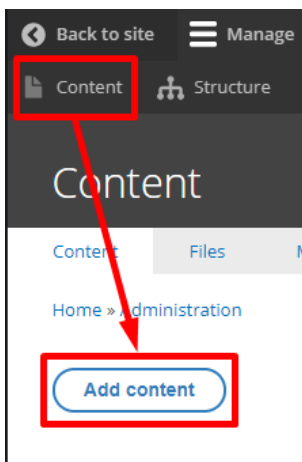 Back to site Manage
Content Structure
Content
Content Files
Home » Administration
Add content